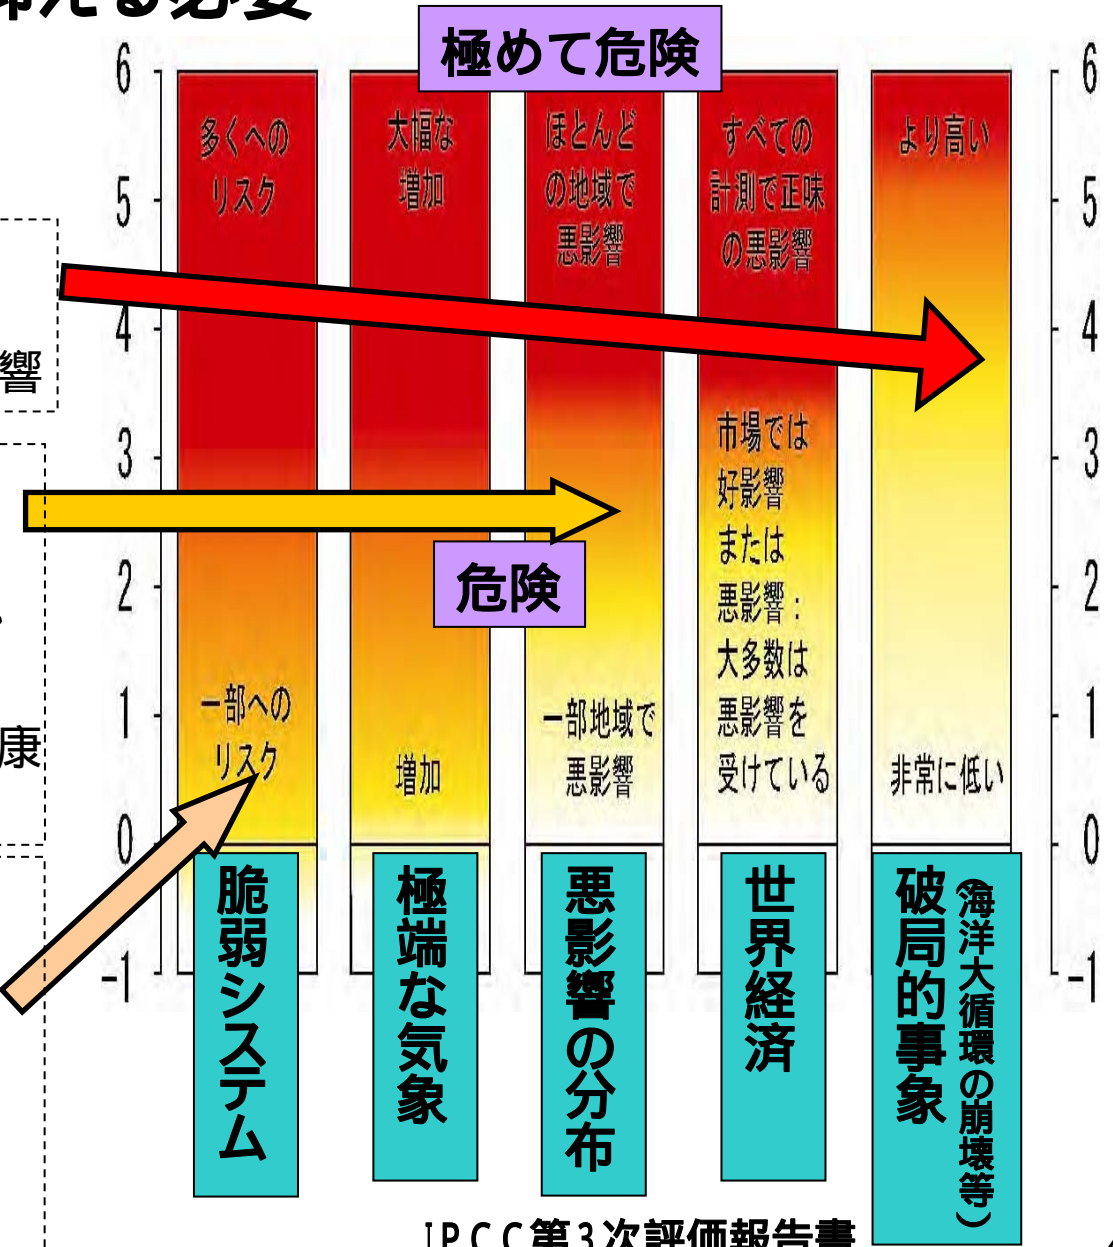 抑える必要
極めて危険
6
5
4
3
2
1
0
-1
多くへの
リスク
一部への
リスク
大幅な
増加
増加
ほとんど
の地域で
悪影響
一部地域で
悪影響
すべての
計測で正味
の悪影響
市場では
好影響
または
悪影響：
大多数は
悪影響を
受けている
より高い
非常に低い
6
5
4
3
2
1
0
-1
危険
響
康
脆弱システム
極端な気象
悪影響の分布
世界経済
破局的事象
（海洋大循環の崩壊等）
IPCC第3次評価報告書